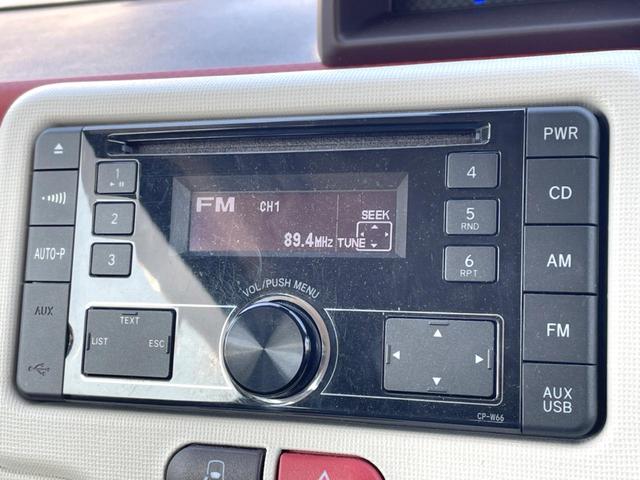 PWR
1
4
FM CH1
CD
SEEK
2
5
RND
89.4MHz TUNE
AUTO-P
AM
3
6
RPT
VOL/PUSH MENU
AUX
TEXT
LIST ESC
FM
AUX
USB
CP-W66